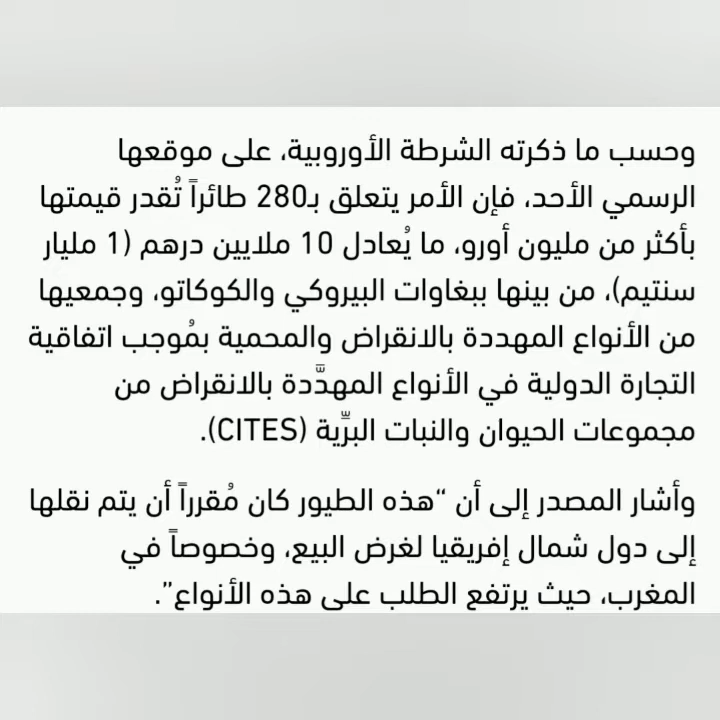 وحسب ما ذكرته الشرطة الأوروبية، على موقعها
الرسمي الأحد، فإن الأمر يتعلق بـ280 طائراً تُقدر قيمتها
بأكثر من مليون أورو، ما يُعادل 10 ملايين درهم (1 مليار
سنتيم)، من بينها ببغاوات البيروكي والكوكاتو، وجمعيها
من الأنواع المهددة بالانقراض والمحمية بمُوجب اتفاقية
التجارة الدولية في الأنواع المهدَّدة بالانقراض من
مجموعات الحيوان والنبات البرِّية (CITES).
وأشار المصدر إلى أن “هذه الطيور كان مُقرراً أن يتم نقلها
إلى دول شمال إفريقيا لغرض البيع، وخصوصاً في
المغرب، حيث يرتفع الطلب على هذه الأنواع”.